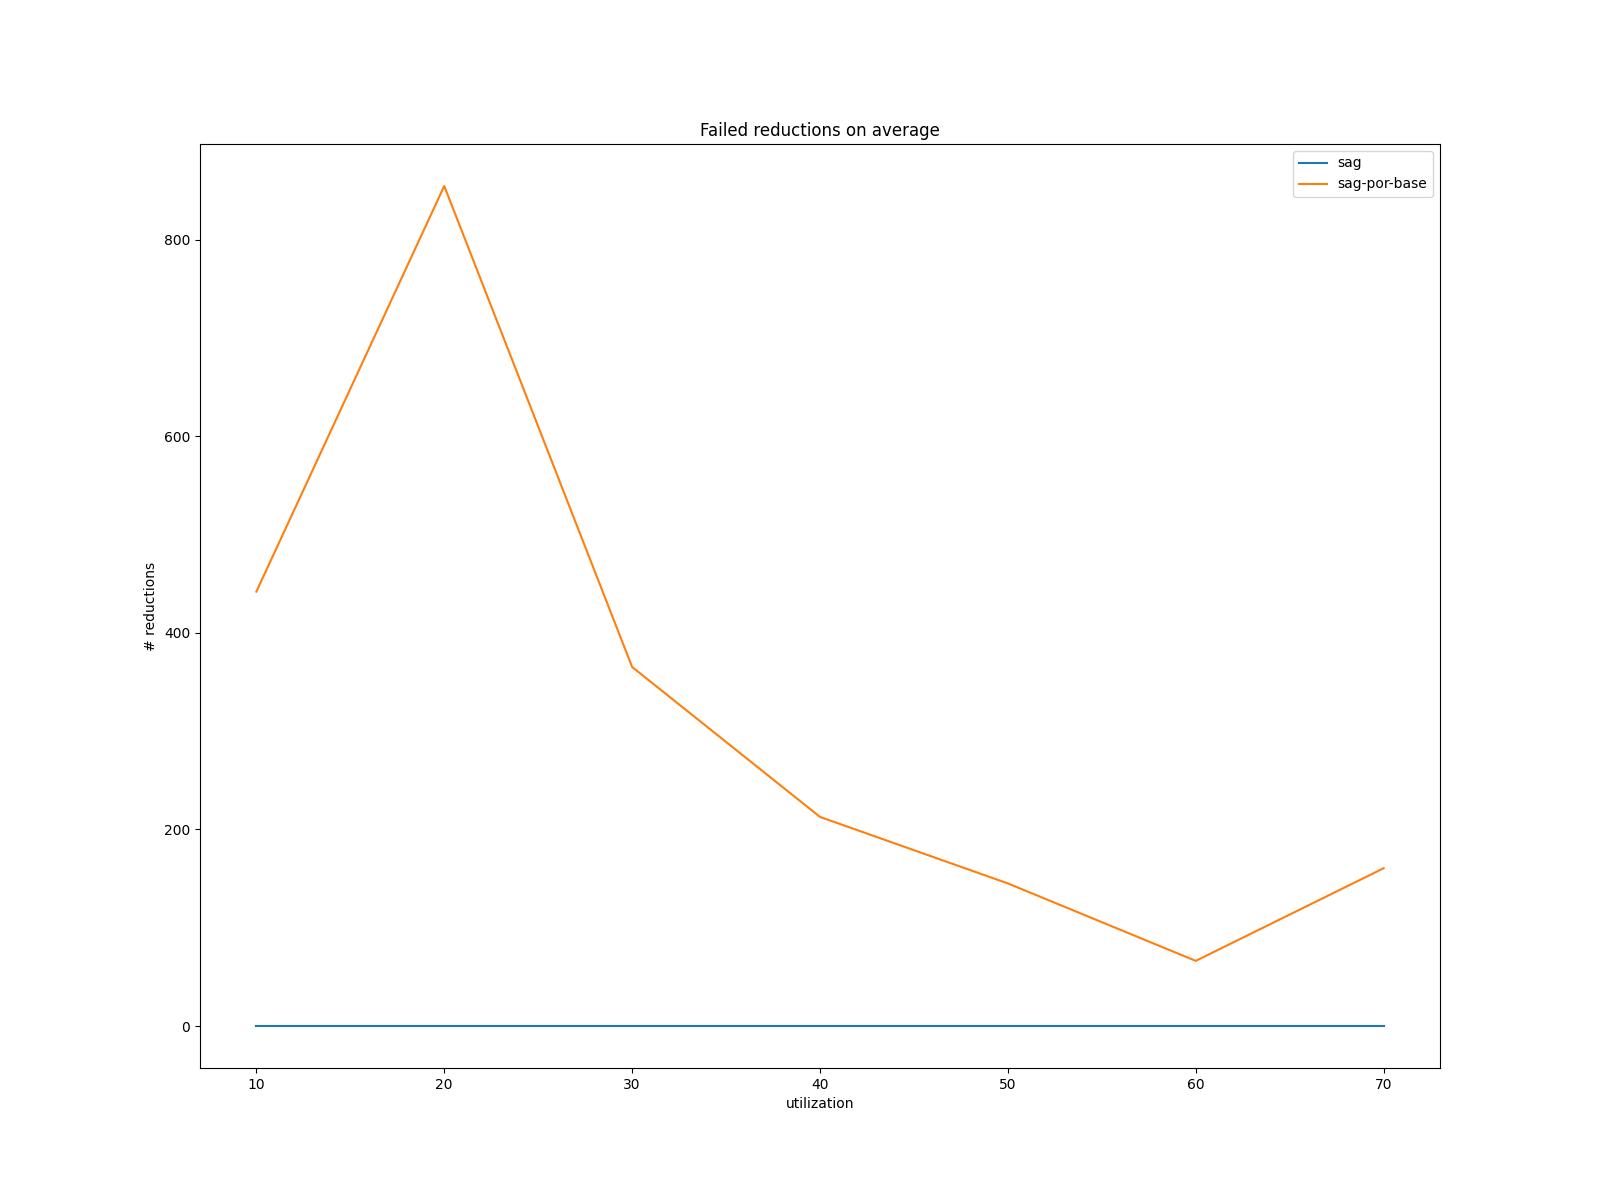 Failed reductions on average
sag
sag-por-base
800
600
400
200
0
# reductions
10 20 30 40 50 60 70
utilization